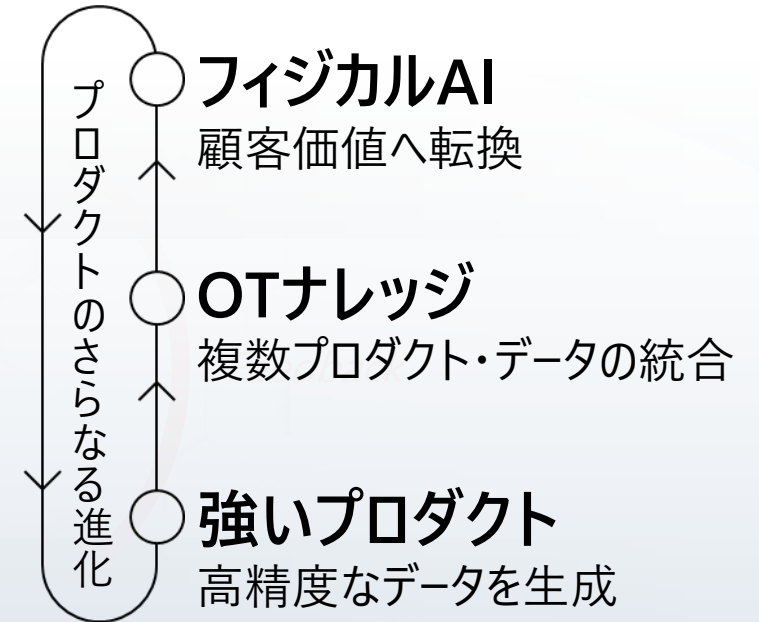 プロダクトのさらなる進化
フィジカルAI
顧客価値へ転換
OTナレッジ
複数プロダクト・データの統合
強いプロダクト
高精度なデータを生成